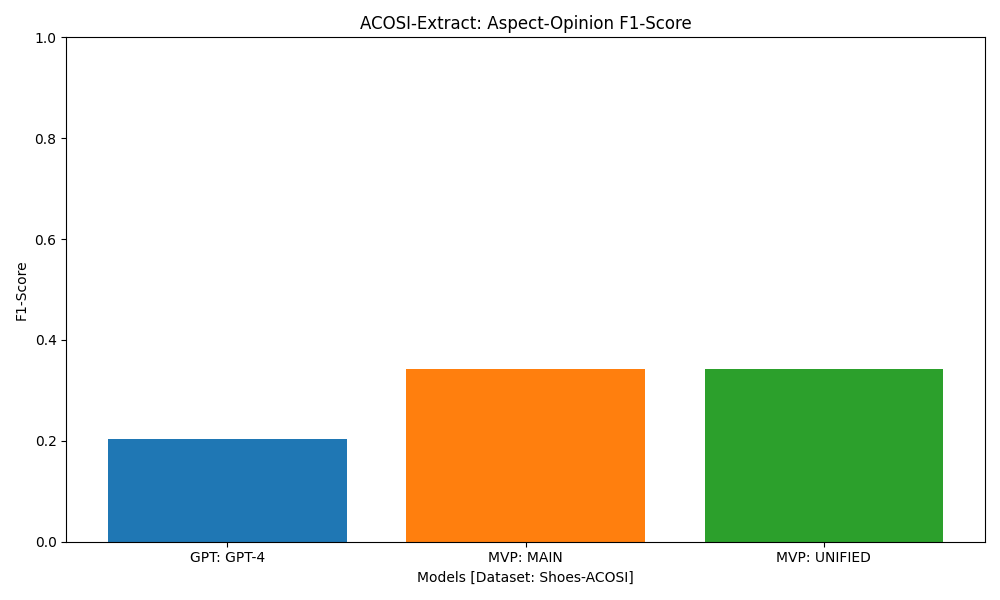 ACOSI-Extract: Aspect-Opinion F1-Score
1.0
0.8
0.6
0.4
0.2
0.0
F1-Score
GPT: GPT-4
MVP: MAIN
MVP: UNIFIED
Models [Dataset: Shoes-ACOSI]